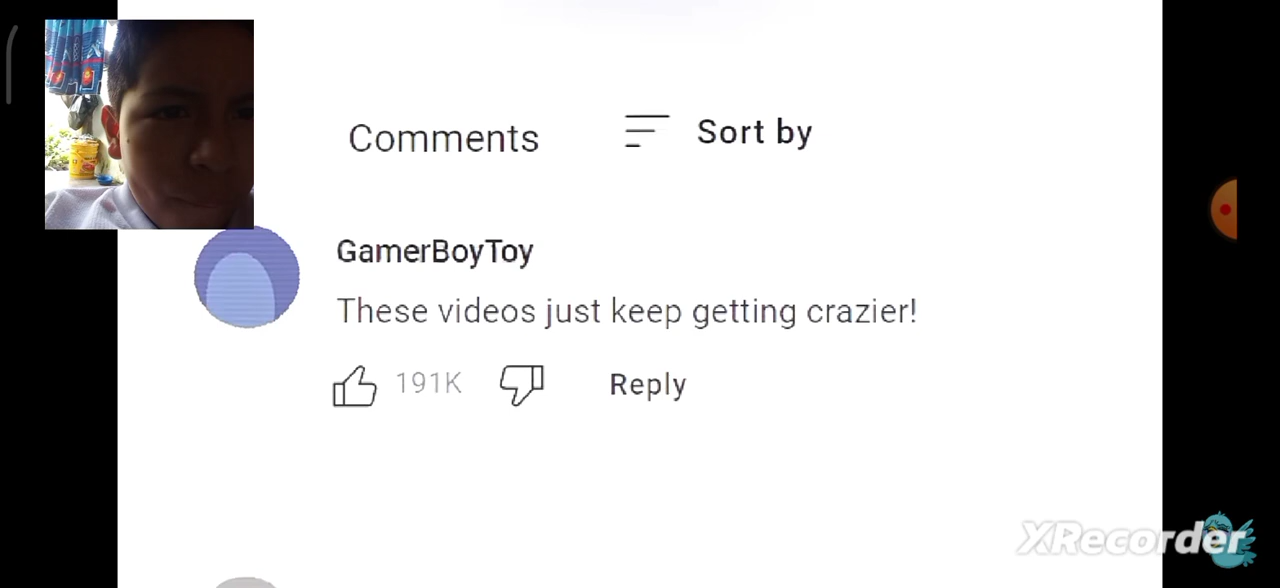 Comments
Sort by
GamerBoyToy
These videos just keep getting crazier!
191K
Reply
XRecorder